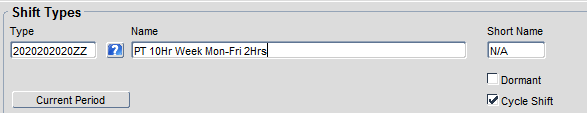 Shift Types
Type Name Short Name
2020202020ZZ ? PT 10Hr Week Mon-Fri 2Hrs N/A
Dormant
Current Period Cycle Shift